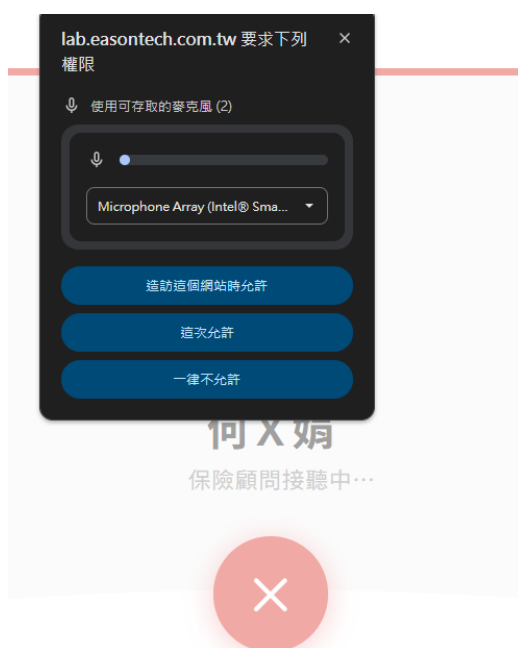 lab.easontech.com.tw 要求下列
權限
使用可存取的麥克風 (2)
Microphone Array (Intel® Sma...
造訪這個網站時允許
這次允許
一律不允許
何X娟
保險顧問接聽中…